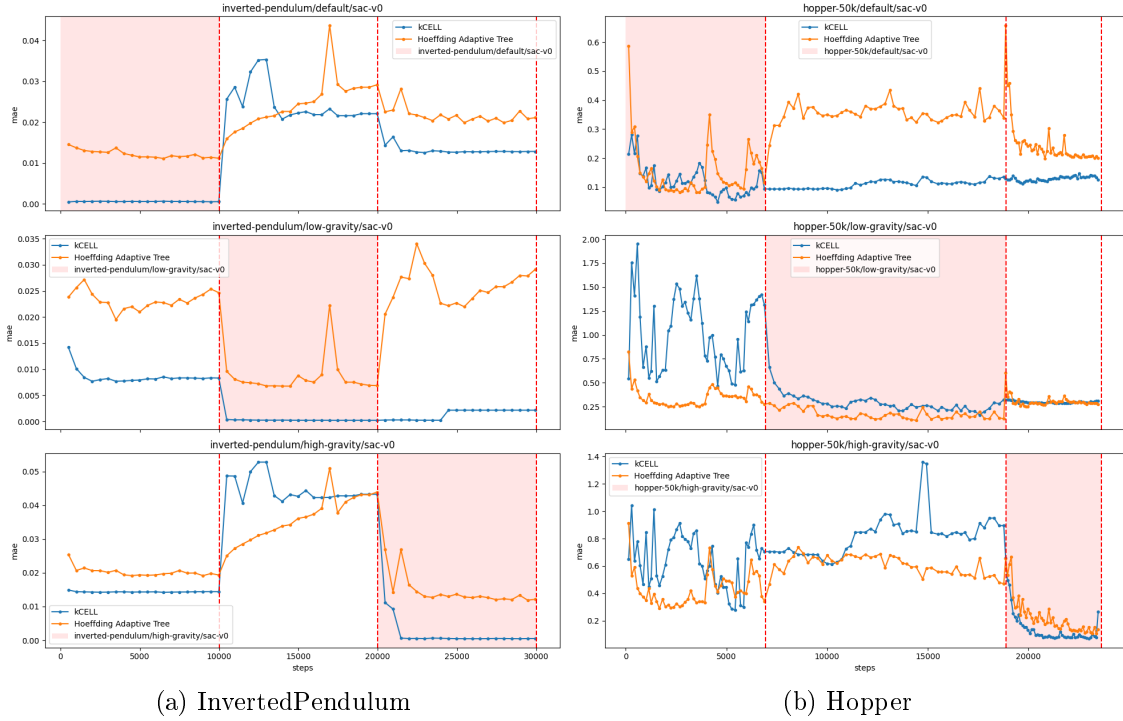 inverted-pendulum/default/sac-v0
kCELL
Hoeffding Adaptive Tree
inverted-pendulum/default/sac-v0
mae
0.04
0.03
0.02
0.01
0.00
inverted-pendulum/low-gravity/sac-v0
kCELL
Hoeffding Adaptive Tree
inverted-pendulum/low-gravity/sac-v0
mae
0.035
0.030
0.025
0.020
0.015
0.010
0.005
0.000
inverted-pendulum/high-gravity/sac-v0
kCELL
Hoeffding Adaptive Tree
inverted-pendulum/high-gravity/sac-v0
mae
0.05
0.04
0.03
0.02
0.01
0.00
0 5000 10000 15000 20000 25000 30000
steps
(a) InvertedPendulum
hopper-50k/default/sac-v0
kCELL
Hoeffding Adaptive Tree
hopper-50k/default/sac-v0
mae
0.6
0.5
0.4
0.3
0.2
0.1
hopper-50k/low-gravity/sac-v0
kCELL
Hoeffding Adaptive Tree
hopper-50k/low-gravity/sac-v0
mae
2.00
1.75
1.50
1.25
1.00
0.75
0.50
0.25
hopper-50k/high-gravity/sac-v0
kCELL
Hoeffding Adaptive Tree
hopper-50k/high-gravity/sac-v0
mae
1.4
1.2
1.0
0.8
0.6
0.4
0.2
0 5000 10000 15000 20000
steps
(b) Hopper